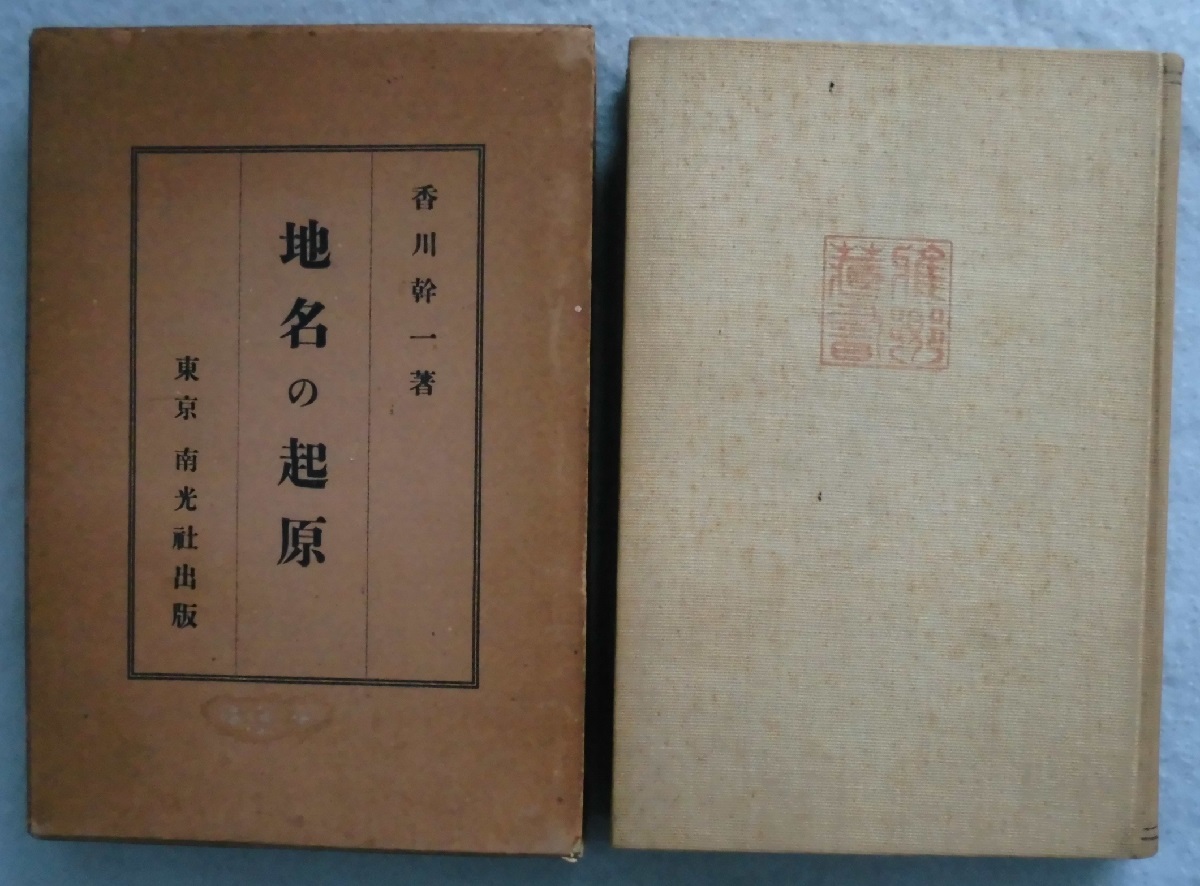 香川幹一著
地名の起原
東京 南光社出版